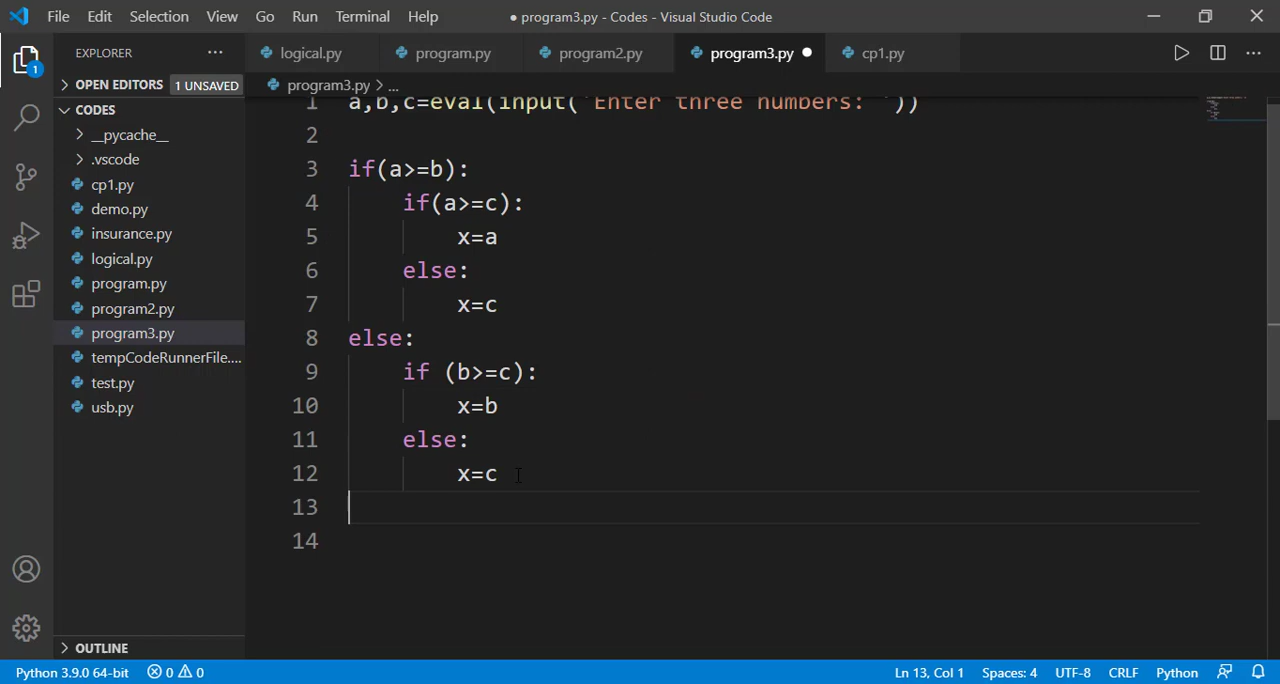 File Edit Selection View Go Run Terminal Help ● program3.py - Codes - Visual Studio Code
EXPLORER ... logical.py program.py program2.py program3.py ● cp1.py ...
OPEN EDITORS 1 UNSAVED
program3.py > ...
CODES
__pycache__
.vscode
cp1.py
demo.py
insurance.py
logical.py
program.py
program2.py
program3.py
tempCodeRunnerFile....
test.py
usb.py
OUTLINE
1
1 a,b,c=eval(input('Enter three numbers: '))
2
3 if(a>=b):
4 if(a>=c):
5 x=a
6 else:
7 x=c
8 else:
9 if (b>=c):
10 x=b
11 else:
12 x=c
13
14
Python 3.9.0 64-bit 0 0 Ln 13, Col 1 Spaces: 4 UTF-8 CRLF Python